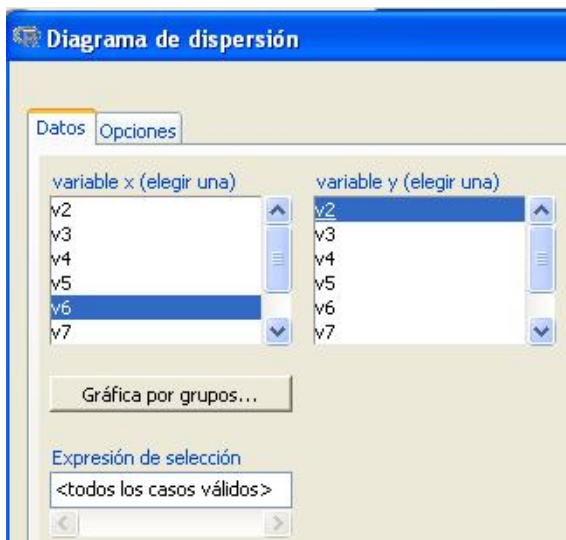 Diagrama de dispersión
Datos Opciones
variable x (elegir una)
v2
v3
v4
v5
v6
v7
variable y (elegir una)
v2
v3
v4
v5
v6
v7
Gráfica por grupos...
Expresión de selección
<todos los casos válidos>